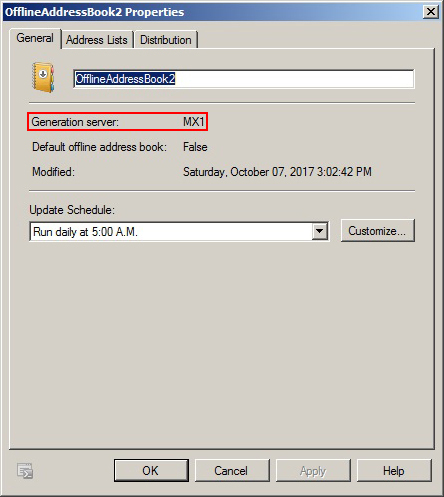 OfflineAddressBook2 Properties
General Address Lists Distribution
OfflineAddressBook2
Generation server: MX1
Default offline address book: False
Modified: Saturday, October 07, 2017 3:02:42 PM
Update Schedule:
Run daily at 5:00 A.M. Customize...
OK Cancel Apply Help